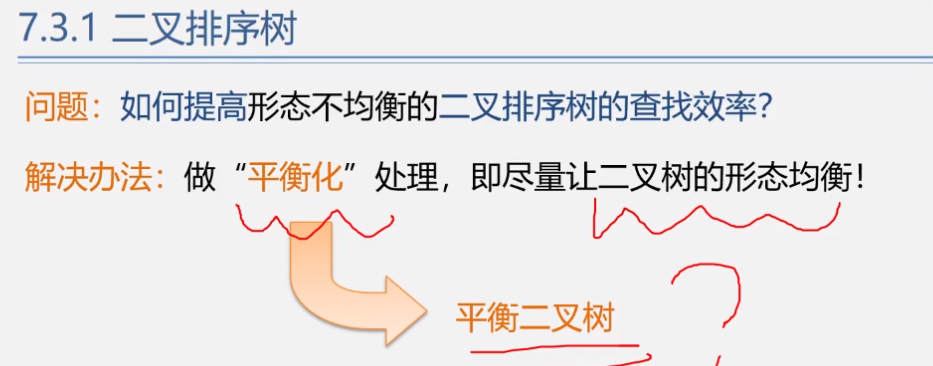 7.3.1 二叉排序树
问题：如何提高形态不均衡的二叉排序树的查找效率？
解决办法：做“平衡化”处理，即尽量让二叉树的形态均衡！
平衡二叉树